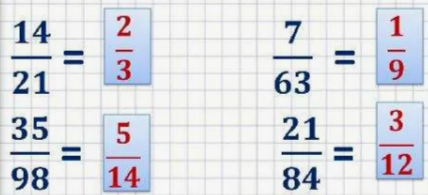 14/21 = 2/3
7/63 = 1/9
35/98 = 5/14
21/84 = 3/12